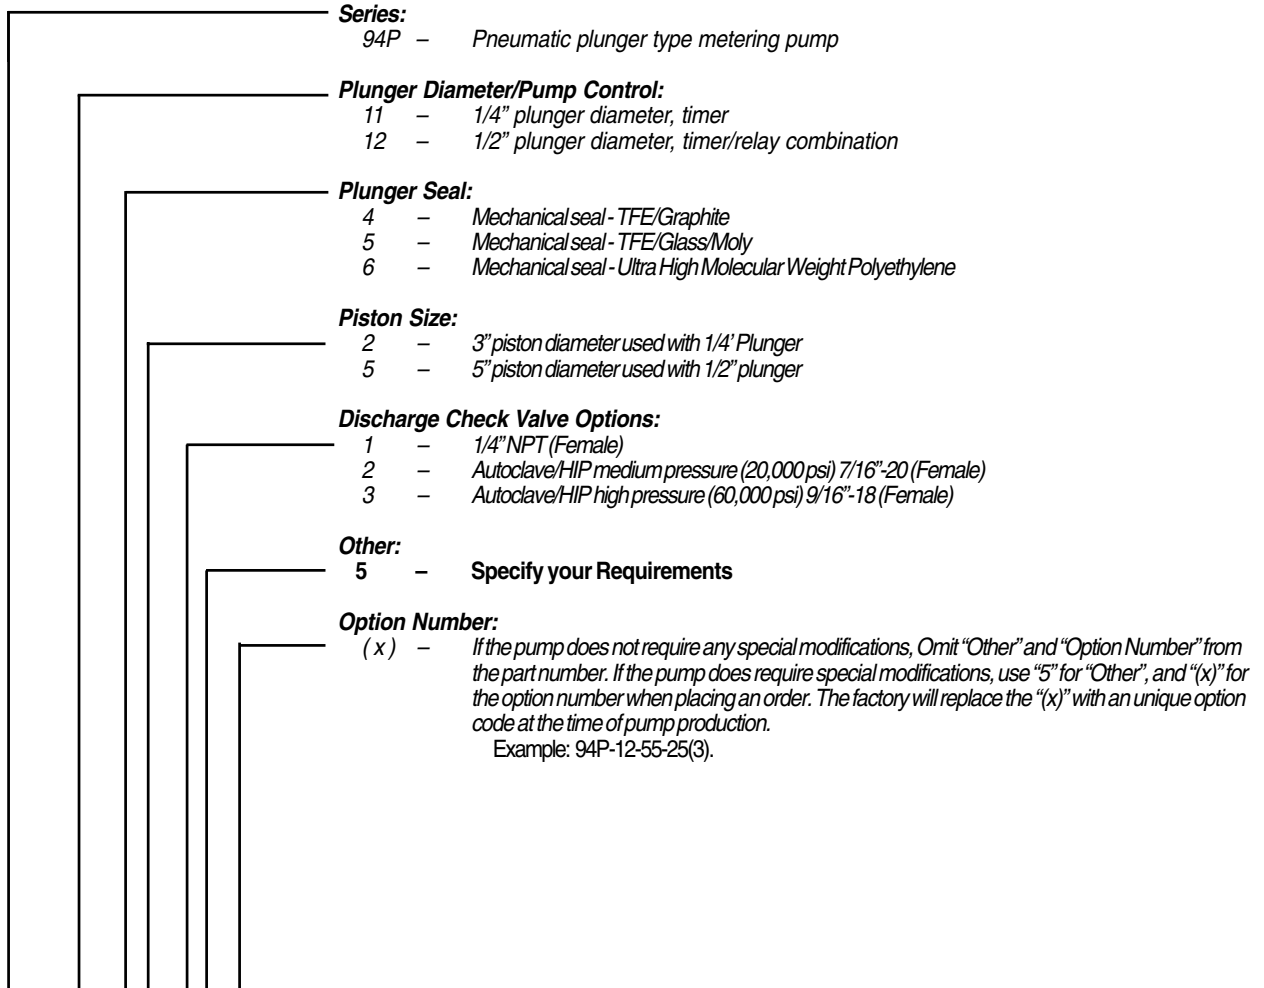 Series:
94P – Pneumatic plunger type metering pump
Plunger Diameter/Pump Control:
11 – 1/4” plunger diameter, timer
12 – 1/2” plunger diameter, timer/relay combination
Plunger Seal:
4 – Mechanical seal - TFE/Graphite
5 – Mechanical seal - TFE/Glass/Moly
6 – Mechanical seal - Ultra High Molecular Weight Polyethylene
Piston Size:
2 – 3” piston diameter used with 1/4’ Plunger
5 – 5” piston diameter used with 1/2” plunger
Discharge Check Valve Options:
1 – 1/4” NPT (Female)
2 – Autoclave/HIP medium pressure (20,000 psi) 7/16”-20 (Female)
3 – Autoclave/HIP high pressure (60,000 psi) 9/16”-18 (Female)
Other:
5 – Specify your Requirements
Option Number:
(x) – If the pump does not require any special modifications, Omit “Other” and “Option Number” from
the part number. If the pump does require special modifications, use “5” for “Other”, and “(x)” for
the option number when placing an order. The factory will replace the “(x)” with an unique option
code at the time of pump production.
Example: 94P-12-55-25(3).